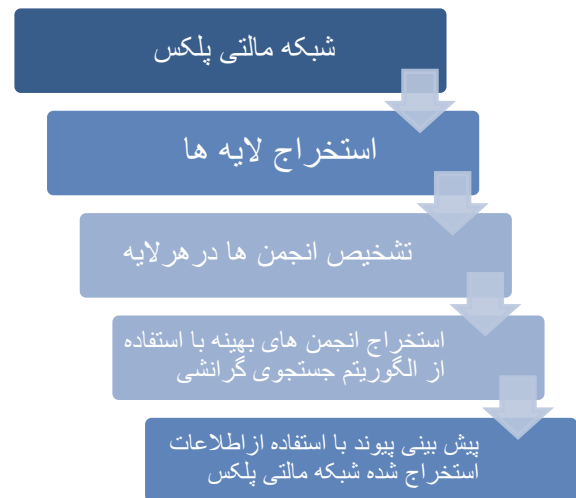 شبکه مالتی پلکس
استخراج لایه ها
تشخیص انجمن ها درهرلایه
استخراج انجمن های بهینه با استفاده
از الگوریتم جستجوی گرانشی
پیش بینی پیوند با استفاده ازاطلاعات
استخراج شده شبکه مالتی پلکس